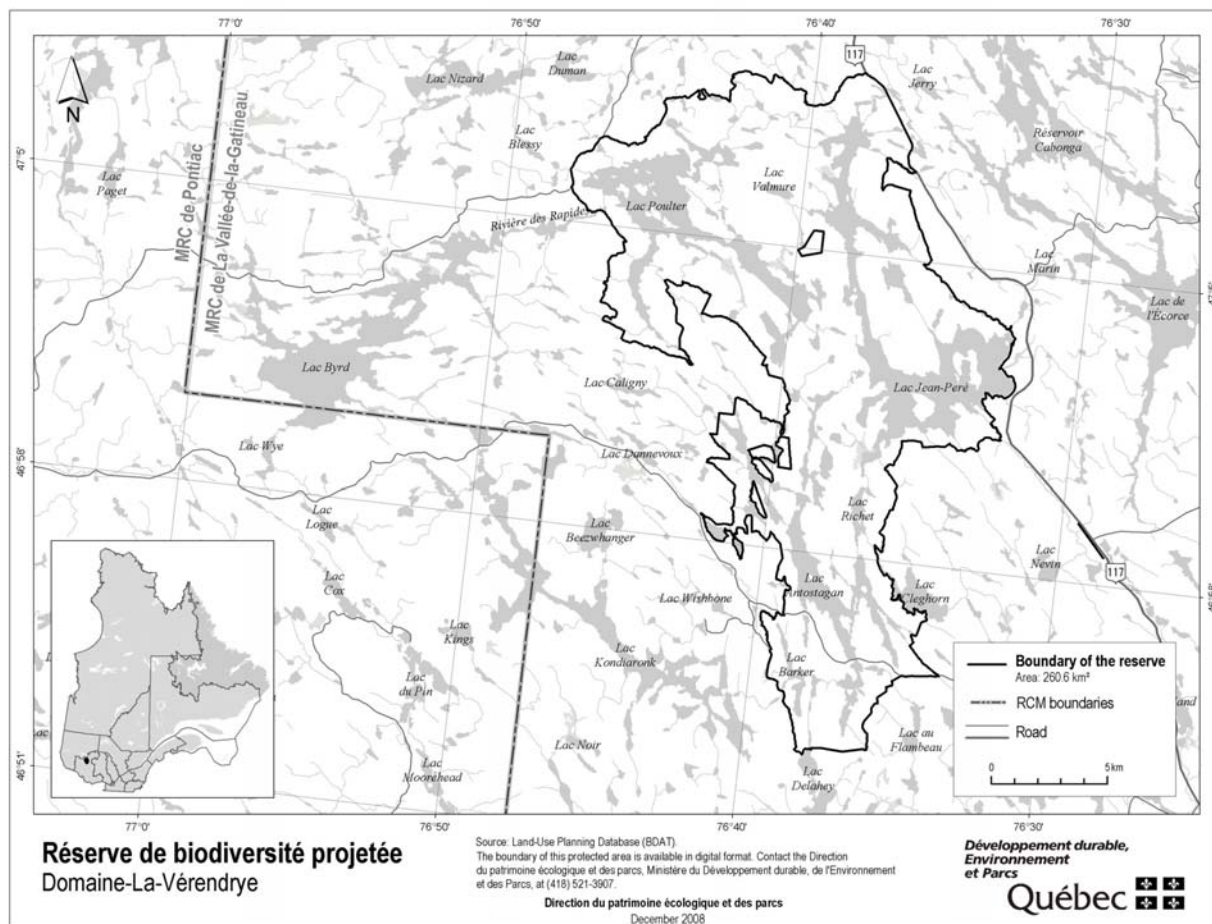 77°0'
76°50'
76°40'
76°30'
117
Lac Nizard
Lac
Duman
Lac
Jerry
N
Lac
Blessy
Réservoir
Cabonga
47°5'
Lac
Paget
MRC de Pontiac
MRC de La Vallée-de-la-Gatineau
Lac
Valmure
Lac Poulter
Rivière des Rapides
Lac
Marin
47°5'
Lac de
l'Écorce
Lac Byrd
Lac Caligny
Lac Jean-Peré
Lac Wye
46°58'
Lac Dannevoux
Lac
Logue
Lac
Richet
Lac
Beezwhanger
Lac
Nevin
117
Lac
Cox
Lac Wishbone
Lac
Antostagan
Lac
Cleghorn
46°58'
Lac
Kings
Lac
Kondiaronk
Lac
Barker
Lac
du Pin
Boundary of the reserve
Area: 260.6 km²
RCM boundaries
Road
0
5 km
Lac Noir
Lac au
Flambeau
46°51'
Lac
Moorehead
Lac
Delahey
77°0'
76°50'
76°40'
76°30'
Réserve de biodiversité projetée
Domaine-La-Vérendrye
Source: Land-Use Planning Database (BDAT).
The boundary of this protected area is available in digital format. Contact the Direction
du patrimoine écologique et des parcs, Ministère du Développement durable, de l'Environnement
et des Parcs, at (418) 521-3907.
Direction du patrimoine écologique et des parcs
December 2008
Développement durable,
Environnement
et Parcs
Québec